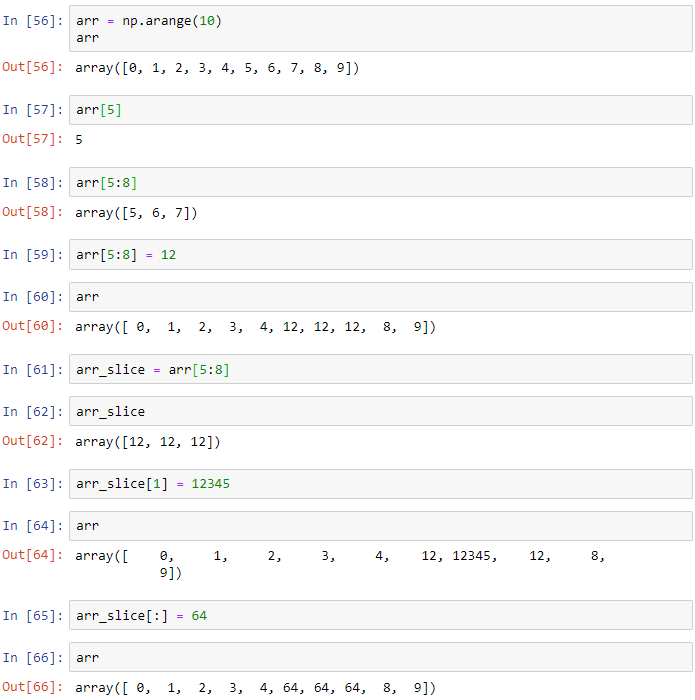 In [56]: arr = np.arange(10)
arr
Out[56]: array([0, 1, 2, 3, 4, 5, 6, 7, 8, 9])
In [57]: arr[5]
Out[57]: 5
In [58]: arr[5:8]
Out[58]: array([5, 6, 7])
In [59]: arr[5:8] = 12
In [60]: arr
Out[60]: array([ 0,  1,  2,  3,  4, 12, 12, 12,  8,  9])
In [61]: arr_slice = arr[5:8]
In [62]: arr_slice
Out[62]: array([12, 12, 12])
In [63]: arr_slice[1] = 12345
In [64]: arr
Out[64]: array([    0,     1,     2,     3,     4,    12, 12345,    12,     8,
9])
In [65]: arr_slice[:] = 64
In [66]: arr
Out[66]: array([ 0,  1,  2,  3,  4, 64, 64, 64,  8,  9])